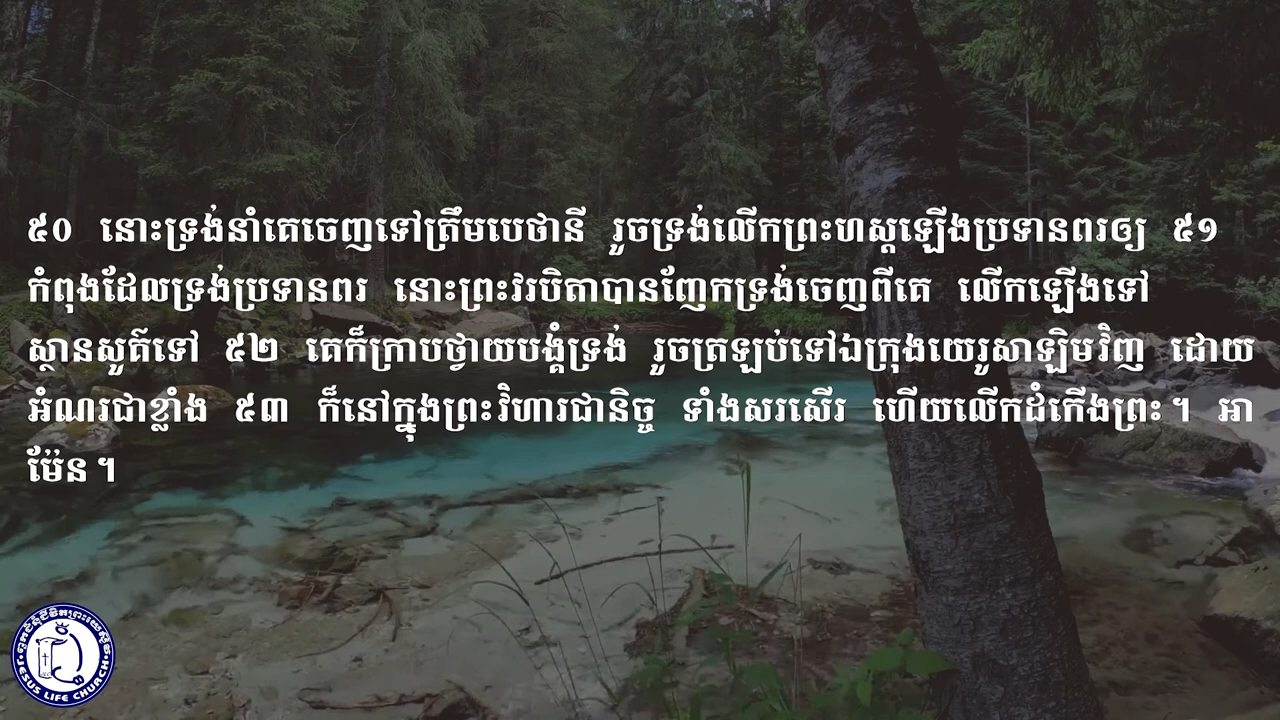 ៥០ នោះទ្រង់នាំគេចេញទៅត្រឹមបេថានី រួចទ្រង់លើកព្រះហស្តឡើងប្រទានពរឲ្យ ៥១
កំពុងដែលទ្រង់ប្រទានពរ នោះព្រះវរបិតាបានញែកទ្រង់ចេញពីគេ លើកឡើងទៅ
ស្ថានសួគ៌ទៅ ៥២ គេក៏ក្រាបថ្វាយបង្គំទ្រង់ រួចត្រឡប់ទៅឯក្រុងយេរូសាឡិមវិញ ដោយ
អំណរជាខ្លាំង ៥៣ ក៏នៅក្នុងព្រះវិហារជានិច្ច ទាំងសរសើរ ហើយលើកដំកើងព្រះ។ អា
ម៉ែន។
JESUS LIFE CHURCH